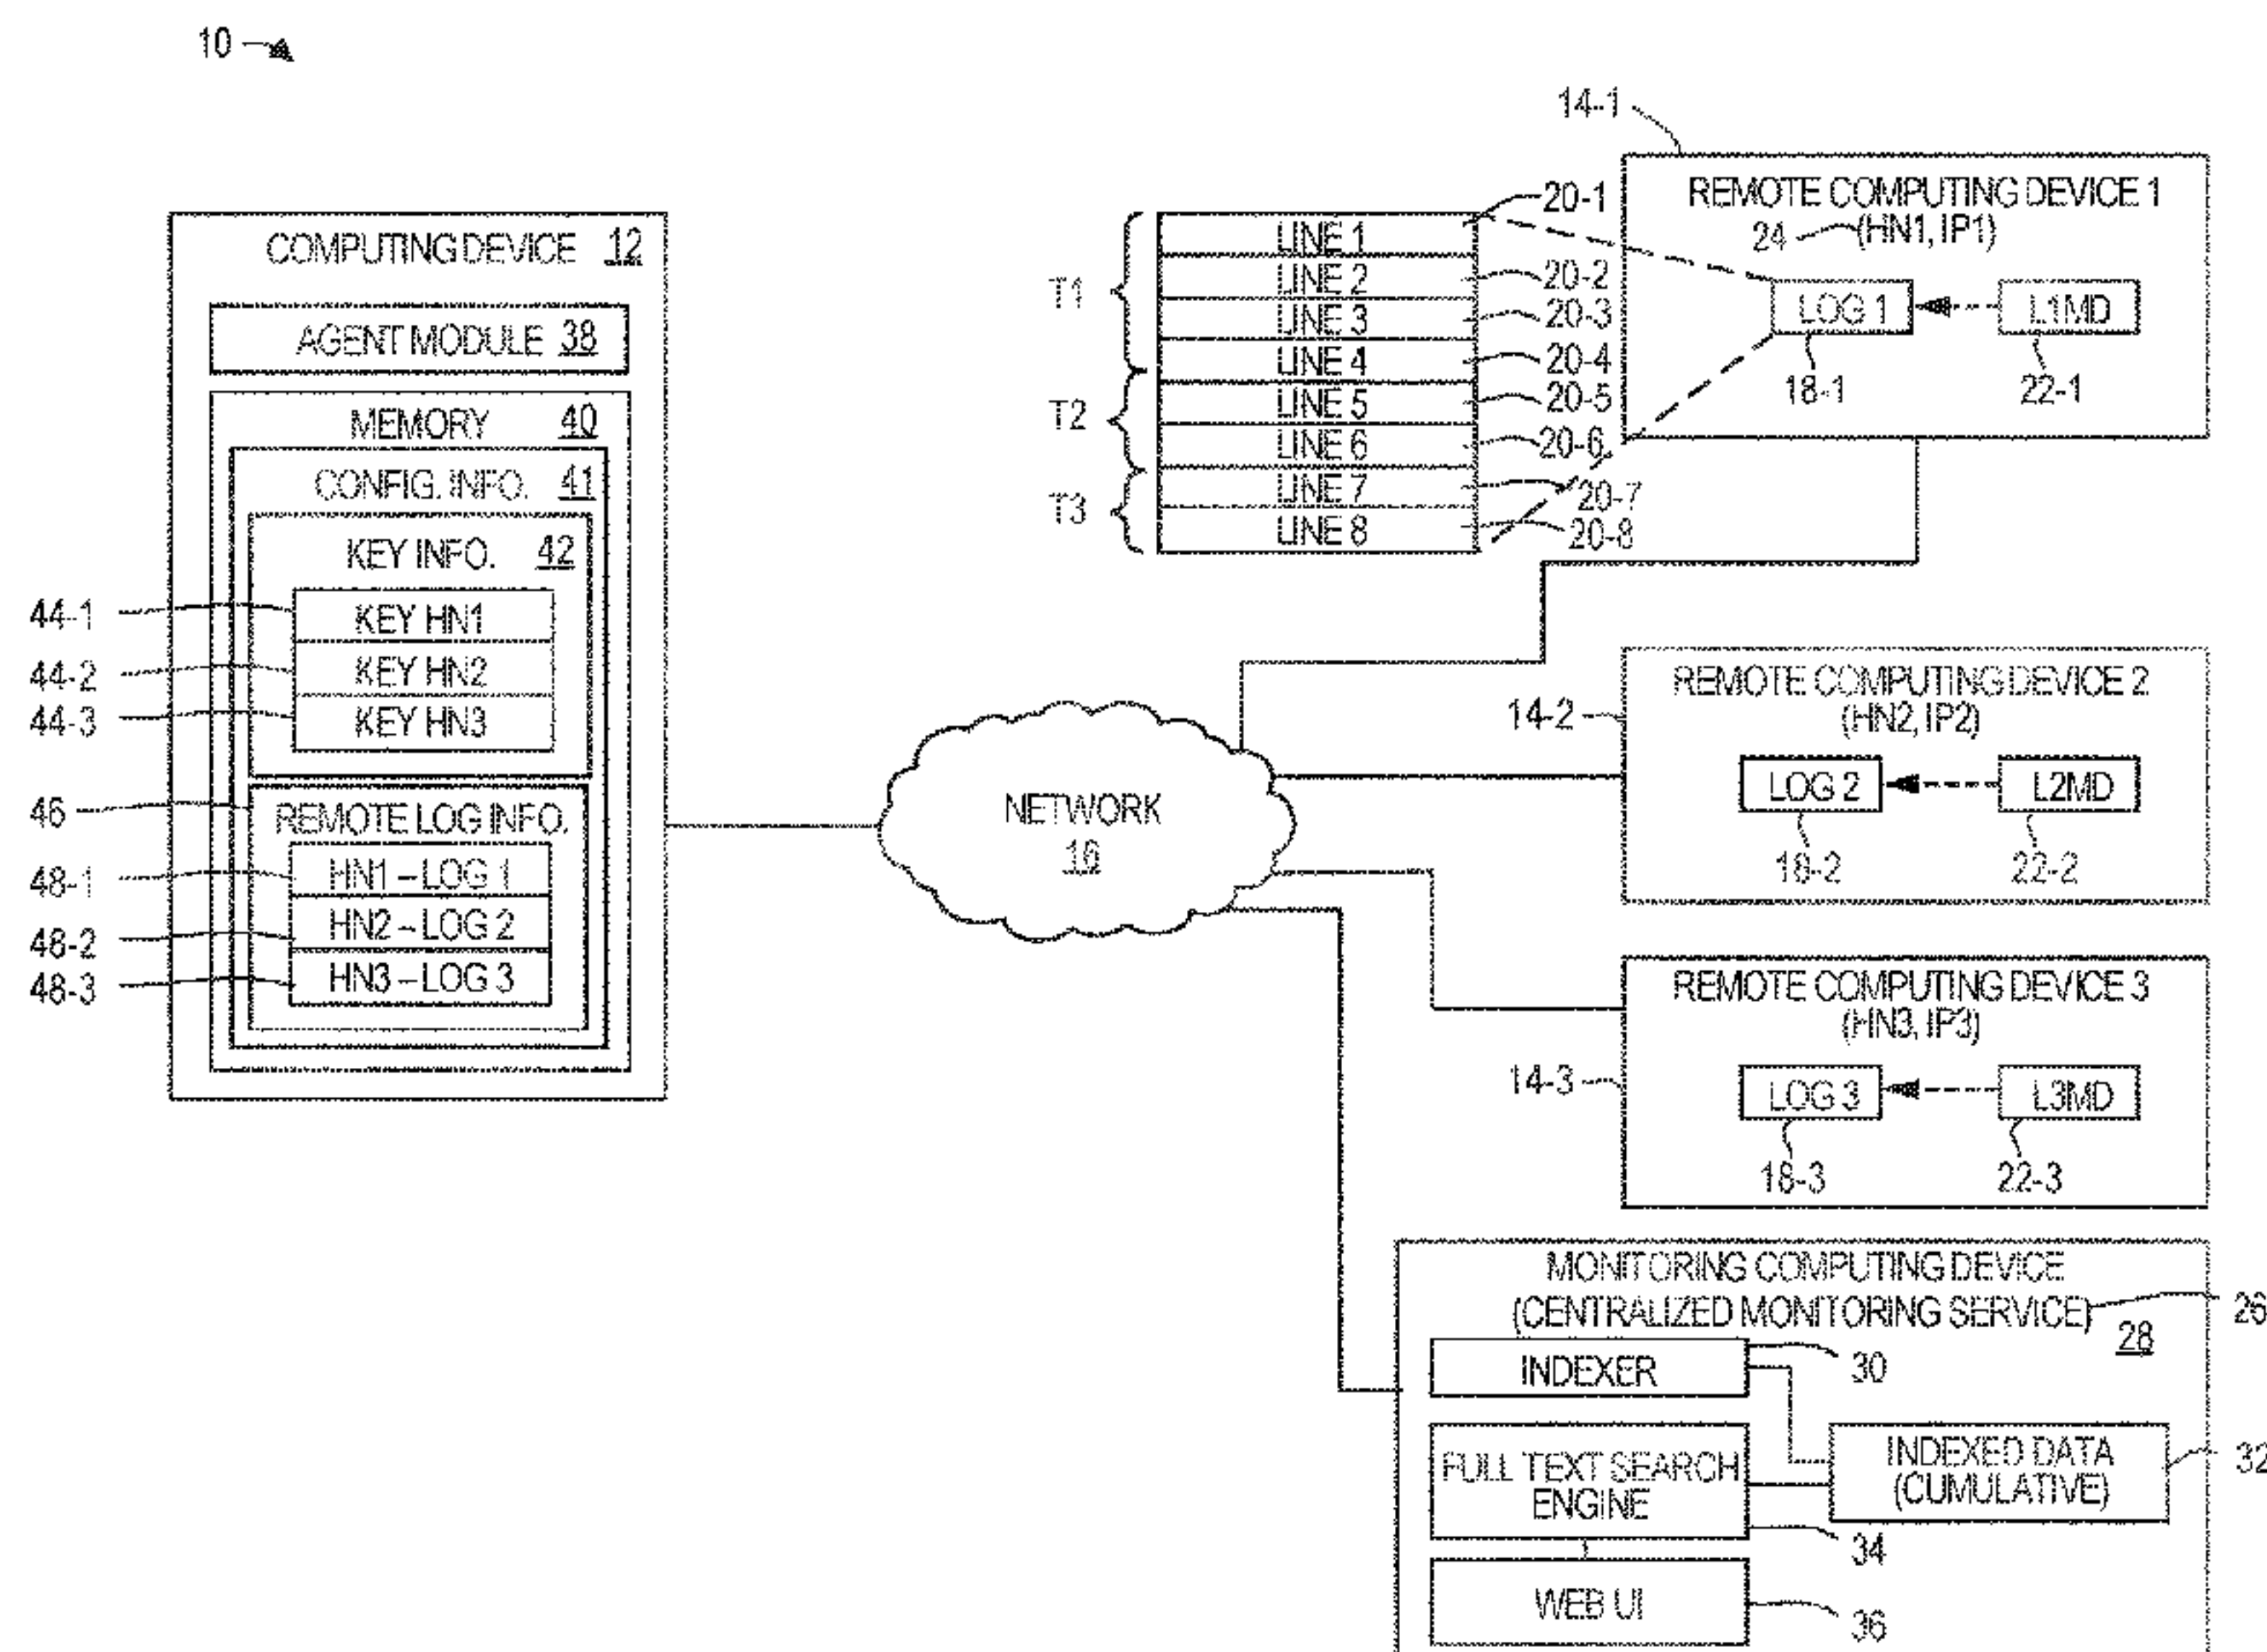 10
COMPUTING DEVICE 12
AGENT MODULE 38
MEMORY 40
CONFIG. INFO. 41
KEY INFO. 42
44-1 KEY HN1
44-2 KEY HN2
44-3 KEY HN3
46 REMOTE LOG INFO.
48-1 HN1 – LOG 1
48-2 HN2 – LOG 2
48-3 HN3 – LOG 3
NETWORK
16
T1
T2
T3
LINE 1 20-1
LINE 2 20-2
LINE 3 20-3
LINE 4 20-4
LINE 5 20-5
LINE 6 20-6
LINE 7 20-7
LINE 8 20-8
14-1
REMOTE COMPUTING DEVICE 1
24 (HN1, IP1)
LOG 1 L1MD
18-1 22-1
14-2
REMOTE COMPUTING DEVICE 2
(HN2, IP2)
LOG 2 L2MD
18-2 22-2
14-3
REMOTE COMPUTING DEVICE 3
(HN3, IP3)
LOG 3 L3MD
18-3 22-3
MONITORING COMPUTING DEVICE
(CENTRALIZED MONITORING SERVICE) 26
28
INDEXER 30
FULL TEXT SEARCH
ENGINE
34
INDEXED DATA
(CUMULATIVE)
32
WEB UI 36